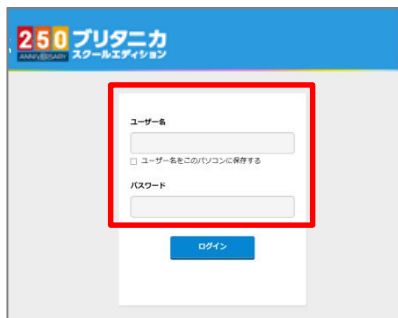 250 ブリタニカ
ANNIVERSARY スクールエディション
ユーザー名
ユーザー名をこのパソコンに保存する
パスワード
ログイン